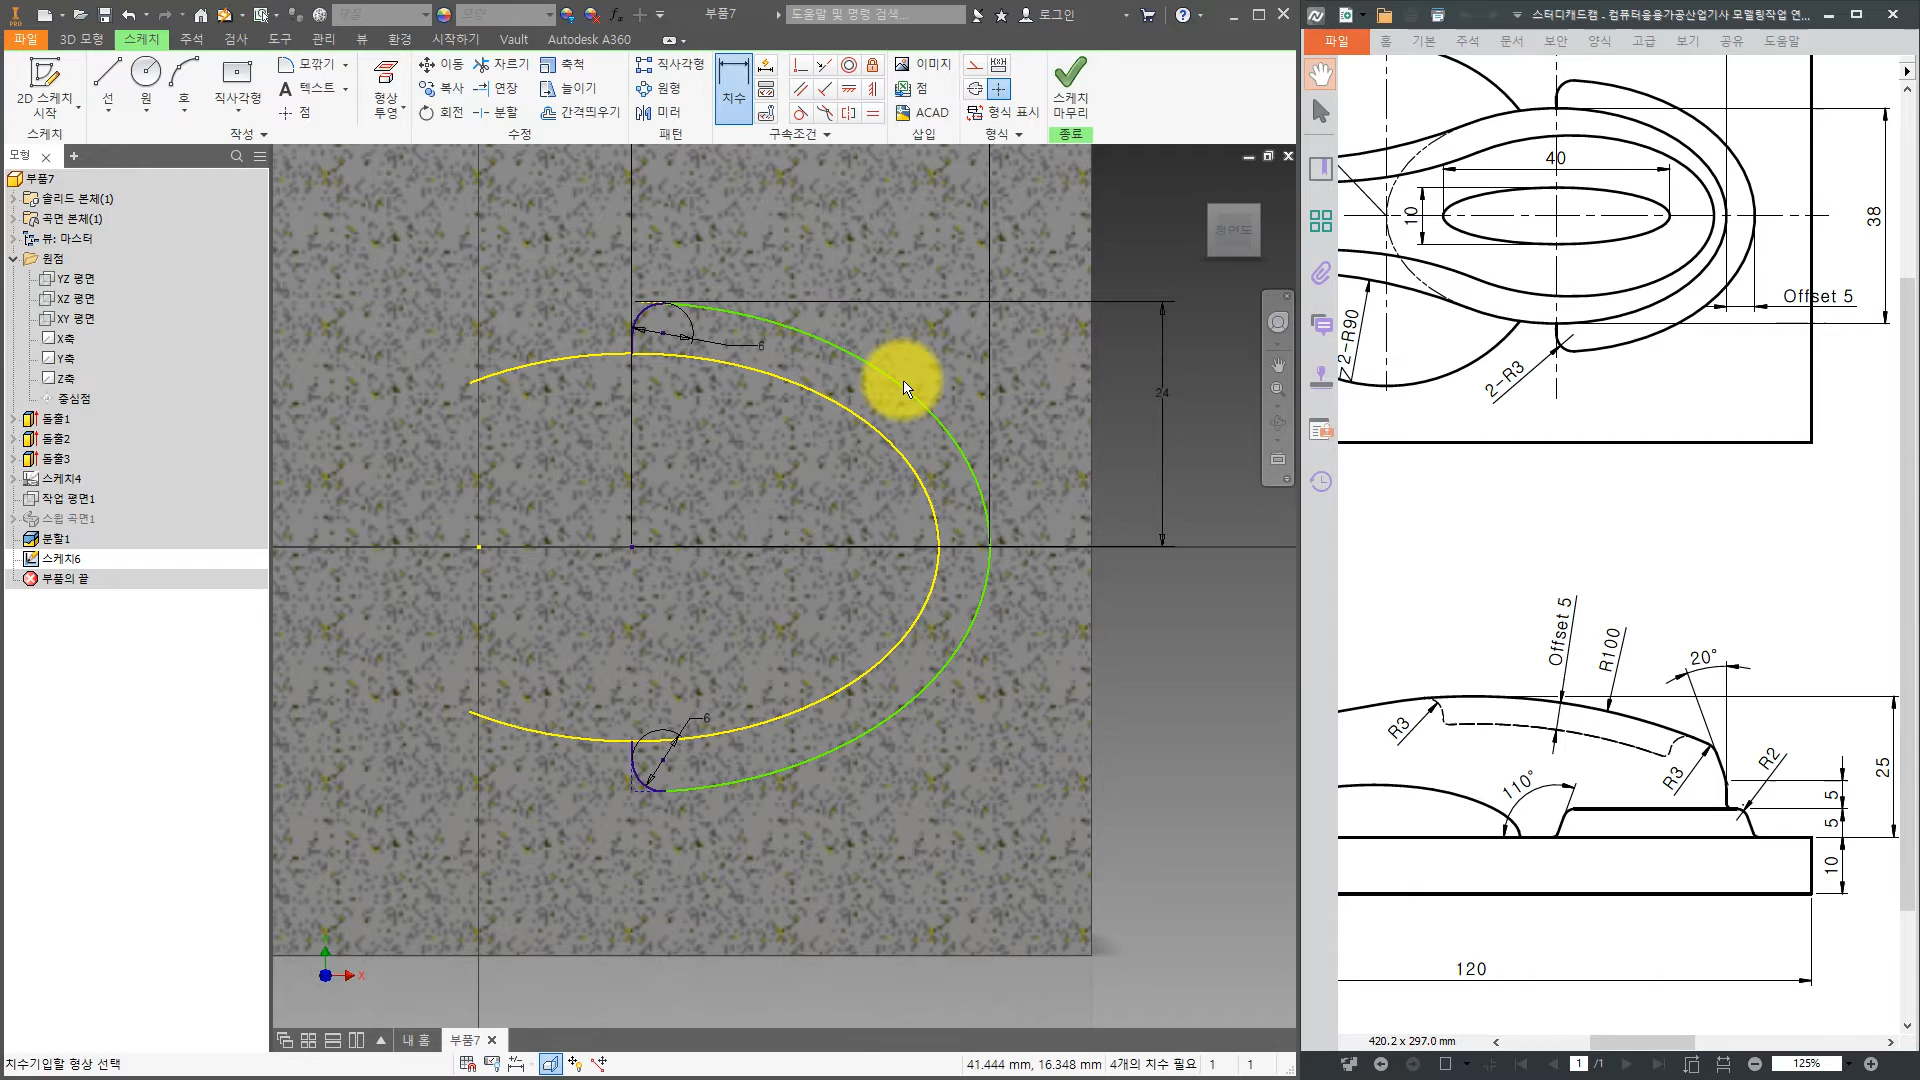 부품7
도움말 및 명령 검색...
로그인
스터디캐드캠 - 컴퓨터응용가공산업기사 모델링작업 연...
파일 3D 모형 스케치 주석 검사 도구 관리 뷰 환경 시작하기 Vault Autodesk A360
파일 홈 기본 주석 문서 보안 양식 고급 보기 공유 도움말
2D 스케치 시작
선
원
호
직사각형
모깎기
텍스트
점
형상 투영
이동
복사
회전
자르기
연장
분할
축척
늘이기
간격띄우기
직사각형
원형
미러
치수
이미지
점
ACAD
형식 표시
스케치 마무리
스케치 작성 수정 패턴 구속조건 삽입 형식 종료
모형
부품7
솔리드 본체(1)
곡면 본체(1)
뷰: 마스터
원점
YZ 평면
XZ 평면
XY 평면
X축
Y축
Z축
중심점
돌출1
돌출2
돌출3
스케치4
작업 평면1
스윕 곡면1
분할1
스케치6
부품의 끝
정면도
6
24
6
X
내 홈
부품7
치수기입할 형상 선택
41.444 mm, 16.348 mm
4개의 치수 필요
1
1
40
10
38
Offset 5
2-R90
2-R3
Offset 5
R100
20°
R3
R3
R2
110°
25
5
5
10
120
420.2 x 297.0 mm
1 /1
125%